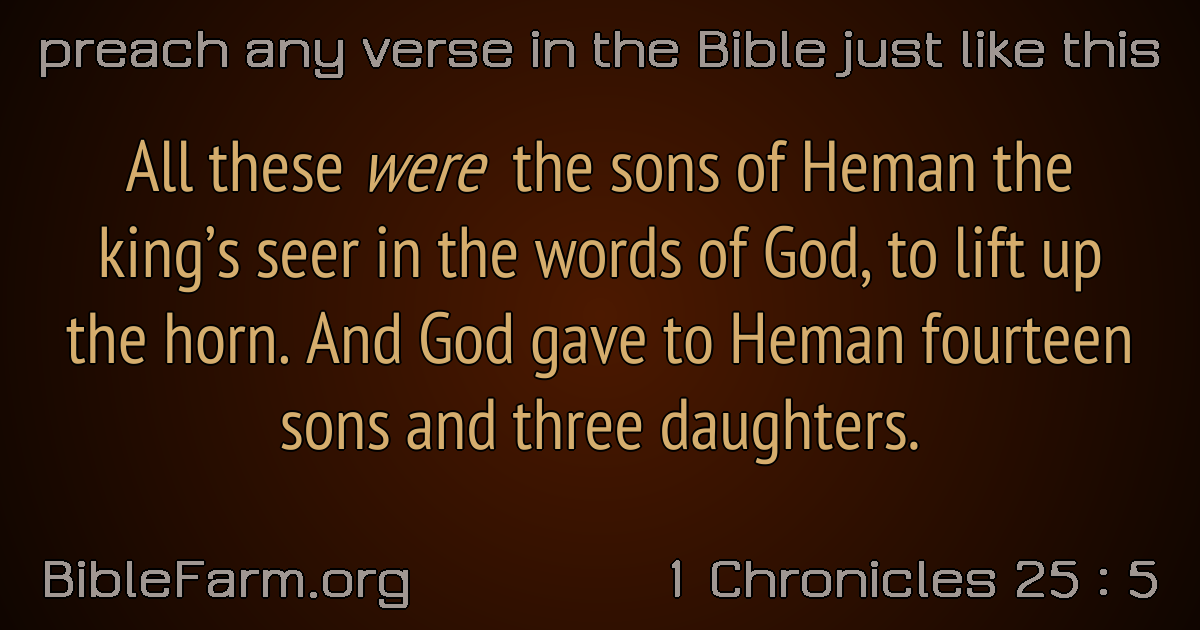 preach any verse in the Bible just like this
All these were the sons of Heman the
king’s seer in the words of God, to lift up
the horn. And God gave to Heman fourteen
sons and three daughters.
BibleFarm.org
1 Chronicles 25 : 5